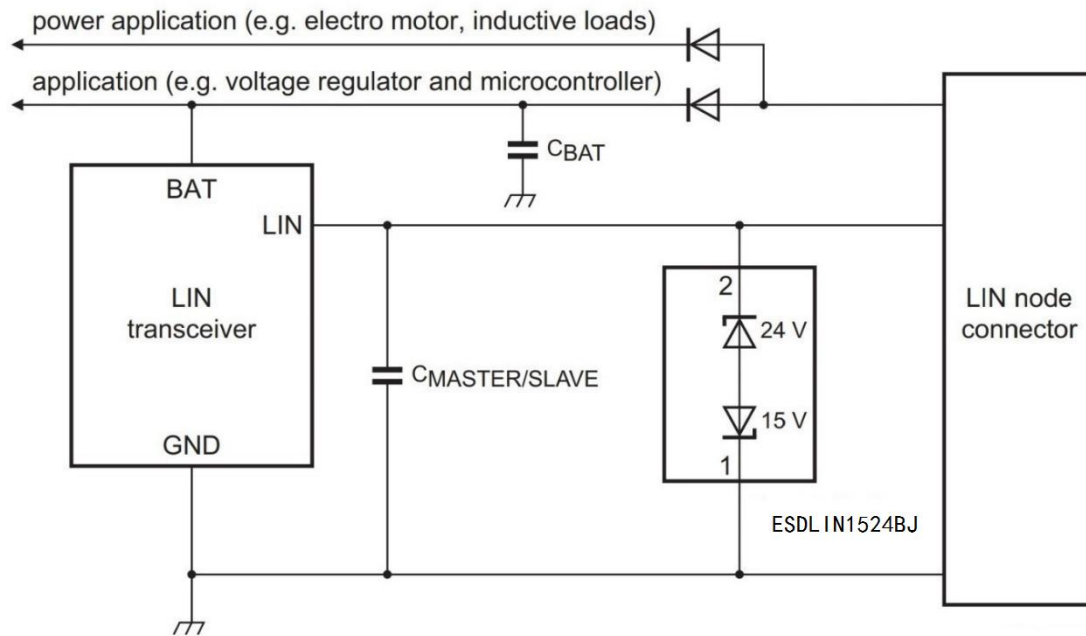 power application (e.g. electro motor, inductive loads)
application (e.g. voltage regulator and microcontroller)
CBAT
BAT
LIN
LIN
transceiver
GND
CMASTER/SLAVE
2
24 V
15 V
1
ESDLIN1524BJ
LIN node
connector